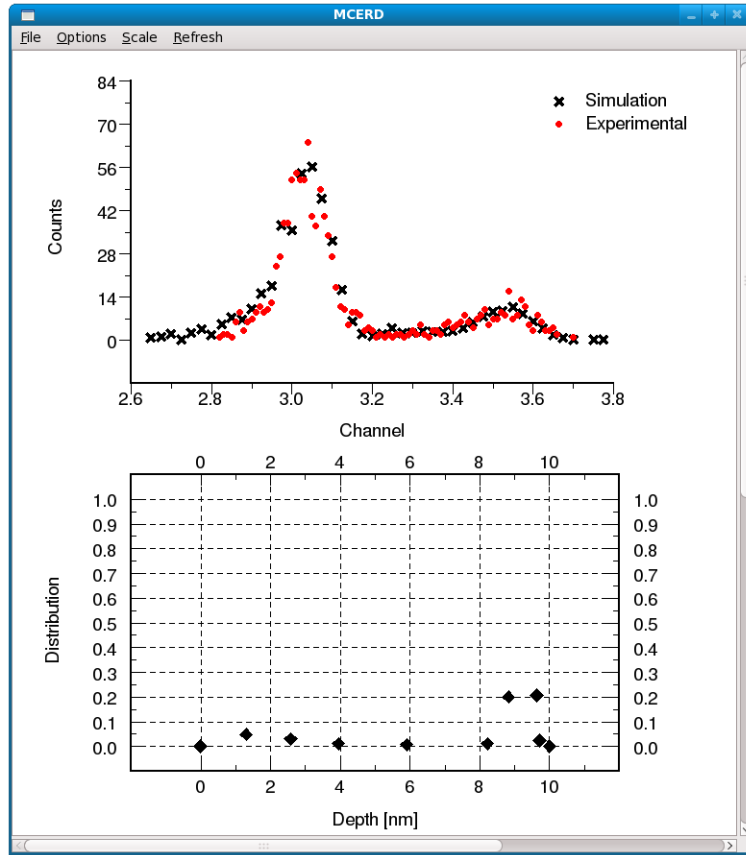 MCERD
File Options Scale Refresh
84
70
56
42
28
14
0
Counts
Simulation
Experimental
2.6 2.8 3.0 3.2 3.4 3.6 3.8
Channel
0 2 4 6 8 10
1.0 1.0
0.9 0.9
0.8 0.8
0.7 0.7
0.6 0.6
0.5 0.5
0.4 0.4
0.3 0.3
0.2 0.2
0.1 0.1
0.0 0.0
Distribution
0 2 4 6 8 10
Depth [nm]